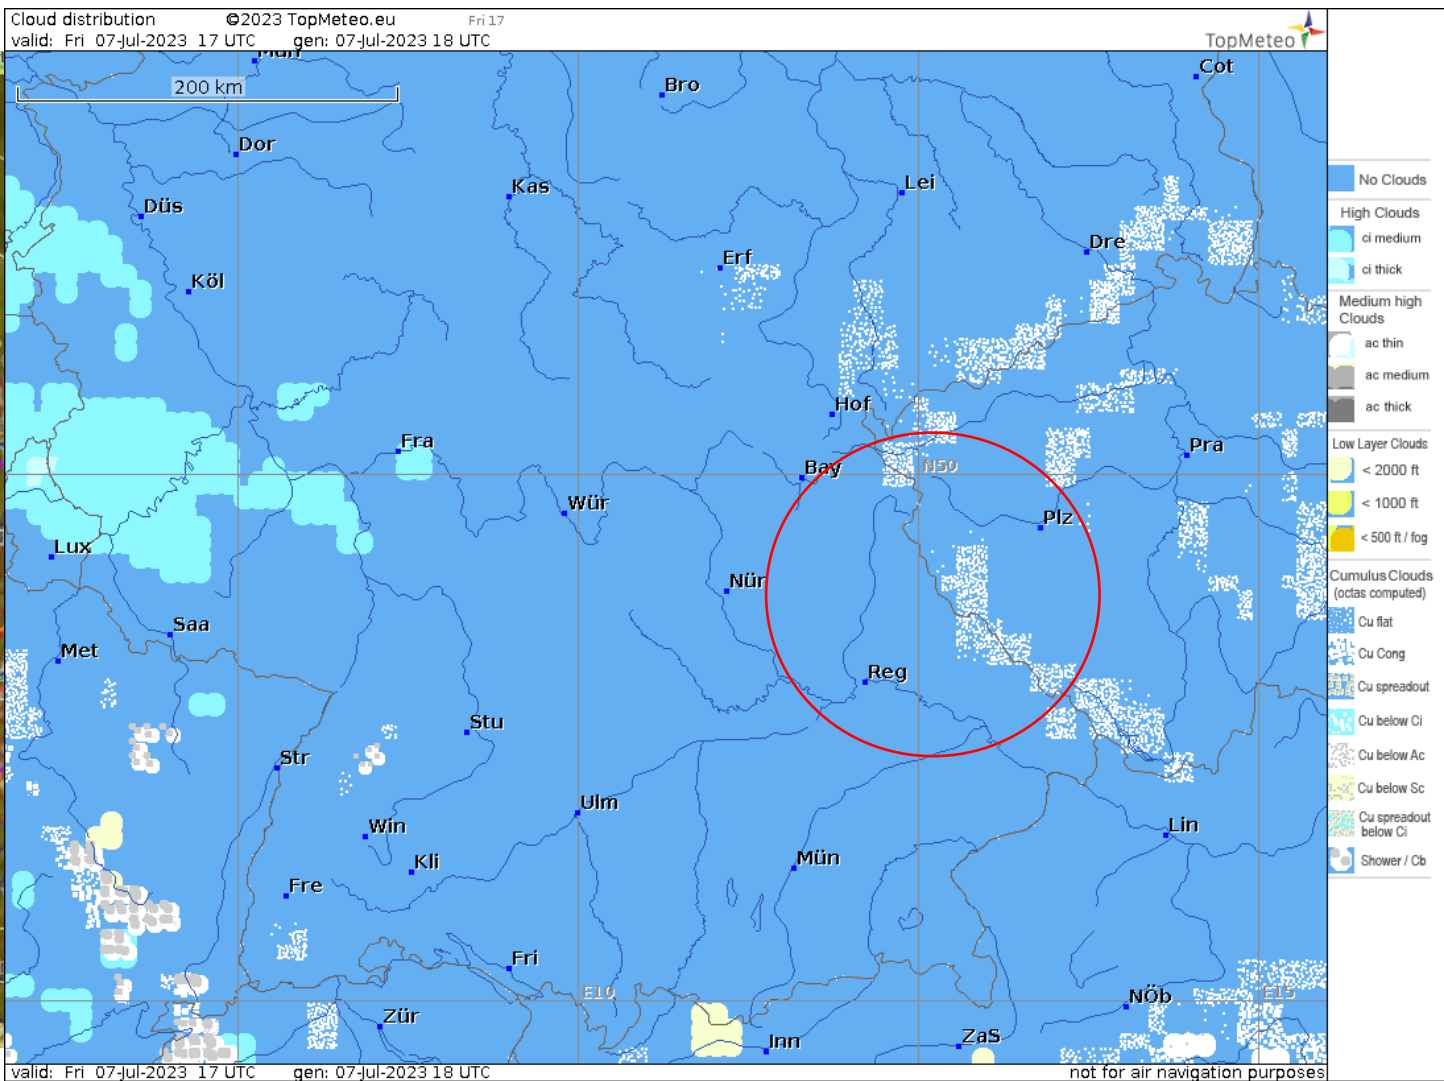 Cloud distribution ©2023 TopMeteo.eu Fri 17
valid: Fri 07-Jul-2023 17 UTC gen: 07-Jul-2023 18 UTC
TopMeteo
Mün
Cot
200 km
Bro
Dor
Kas
Lei
Düs
Dre
Erf
Köl
Hof
Fra
Bay
N50
Pra
Wür
Plz
Lux
Nür
Saa
Met
Reg
Stu
Str
Ulm
Win
Lin
Kli
Mün
Fre
Fri
E10
NÖb
E15
Zür
Inn
ZaS
valid: Fri 07-Jul-2023 17 UTC gen: 07-Jul-2023 18 UTC
not for air navigation purposes
No Clouds
High Clouds
ci medium
ci thick
Medium high
Clouds
ac thin
ac medium
ac thick
Low Layer Clouds
< 2000 ft
< 1000 ft
< 500 ft / fog
Cumulus Clouds
(octas computed)
Cu flat
Cu Cong
Cu spreadout
Cu below Ci
Cu below Ac
Cu below Sc
Cu spreadout
below Ci
Shower / Cb